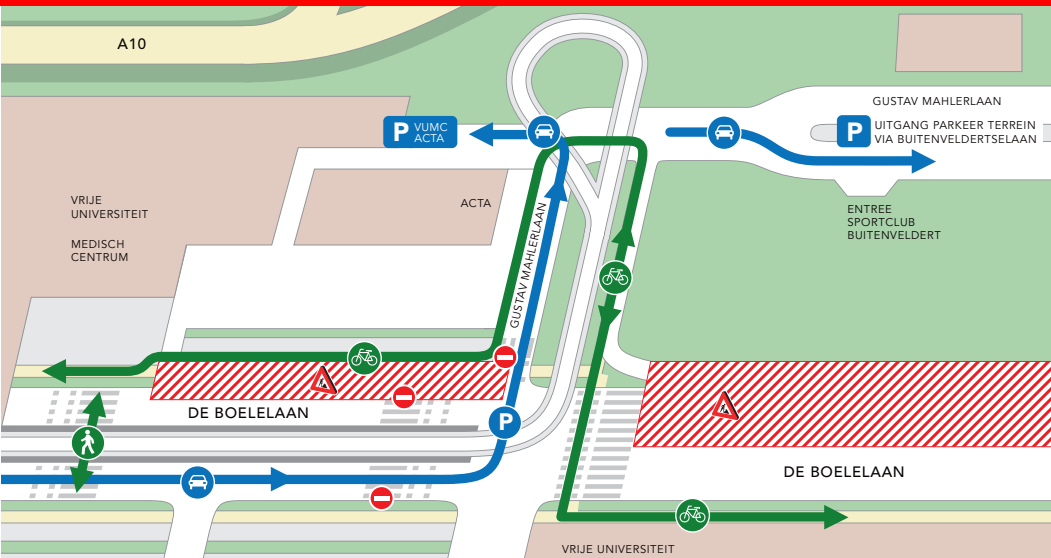 A10
GUSTAV MAHLERLAAN
P VUMC
ACTA
P UITGANG PARKEER TERREIN
VIA BUITENVELDERTSELAAN
VRIJE
UNIVERSITEIT
MEDISCH
CENTRUM
ACTA
ENTREE
SPORTCLUB
BUITENVELDERT
GUSTAV MAHLERLAAN
DE BOELELAAN
P
DE BOELELAAN
VRIJE UNIVERSITEIT